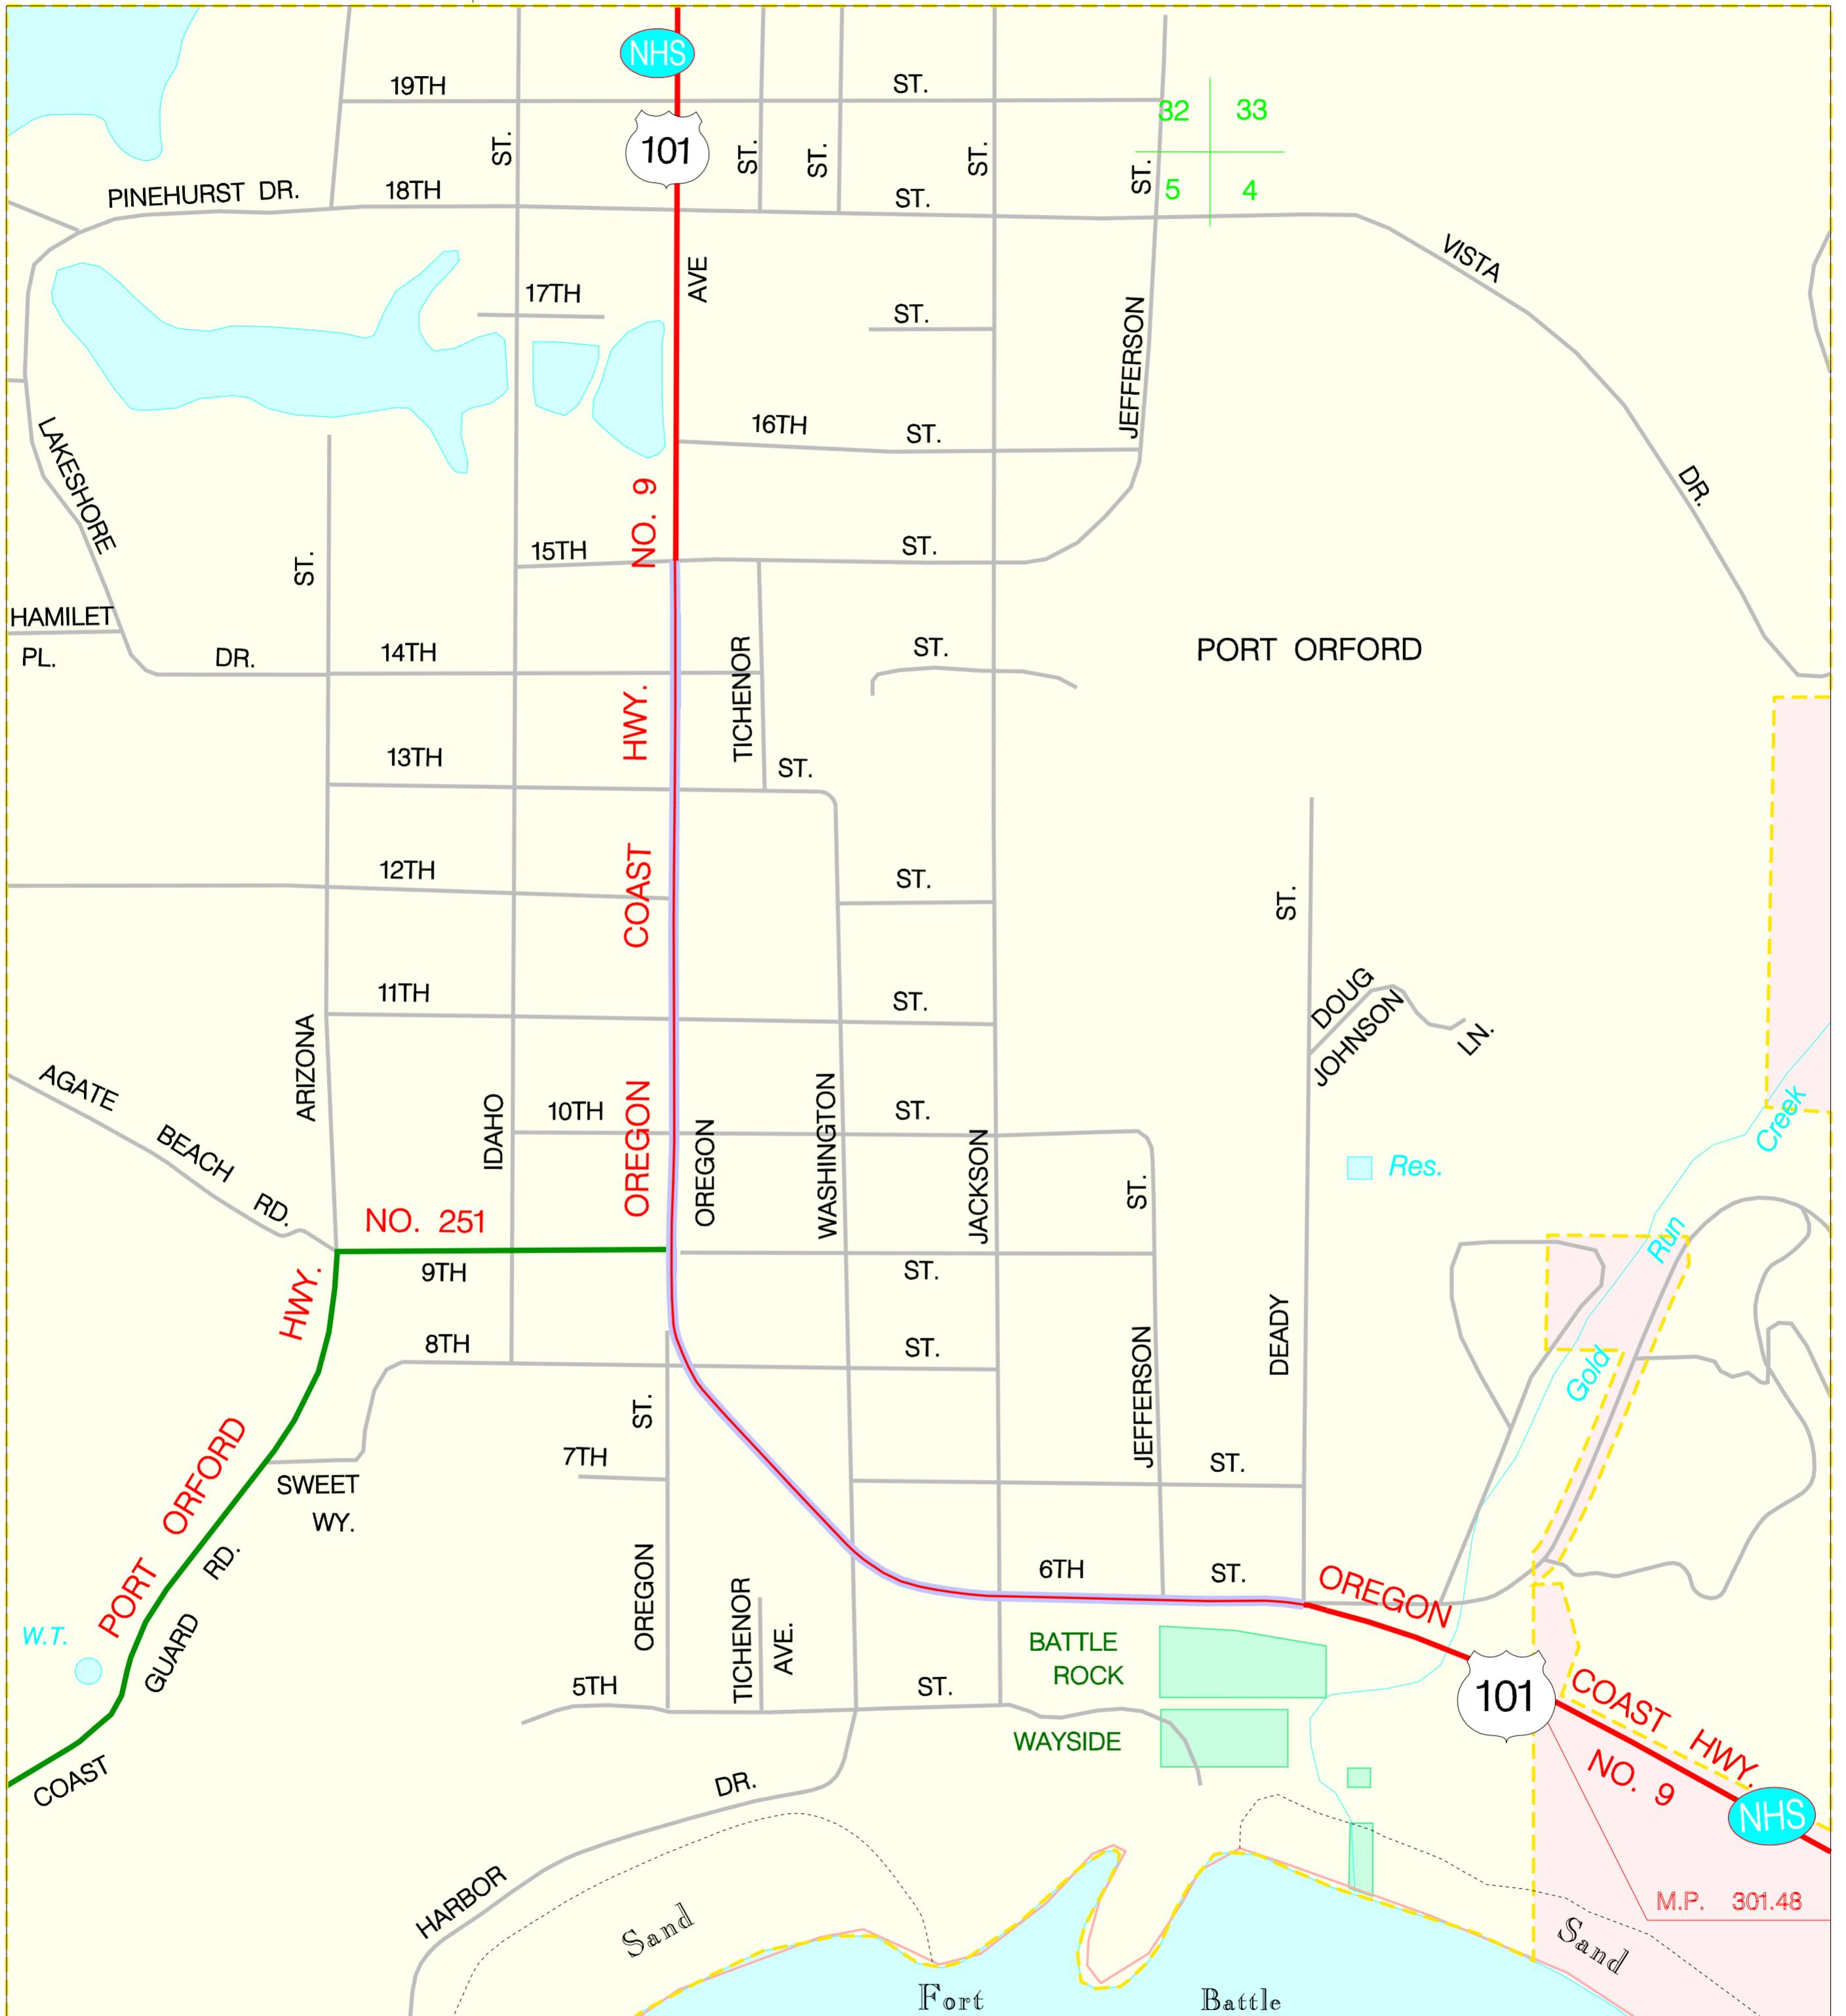 NHS
19TH ST.
101
32 33
ST. ST. ST. ST. ST.
5 4
PINEHURST DR. 18TH ST.
AVE
VISTA
17TH
ST.
JEFFERSON
16TH ST.
LAKESHORE
DR.
NO. 9
15TH ST.
ST.
HAMILET
PL.
DR.
14TH
ST.
PORT ORFORD
TICHENOR
HWY.
13TH ST.
12TH
COAST
ST.
ST.
11TH ST.
DOUG
JOHNSON
LN.
ARIZONA
AGATE
BEACH
RD.
IDAHO
10TH ST.
OREGON
OREGON
WASHINGTON
JACKSON
ST.
Res.
Creek
Run
Gold
NO. 251
HWY.
9TH ST.
8TH ST.
DEADY
JEFFERSON
ST.
7TH ST.
PORT ORFORD
SWEET
WY.
RD.
GUARD
COAST
W.T.
OREGON
TICHENOR
AVE.
6TH ST.
OREGON
BATTLE
ROCK
WAYSIDE
101
COAST HWY.
NO. 9
NHS
5TH ST.
DR.
HARBOR
M.P. 301.48
Sand
Sand
Fort
Battle